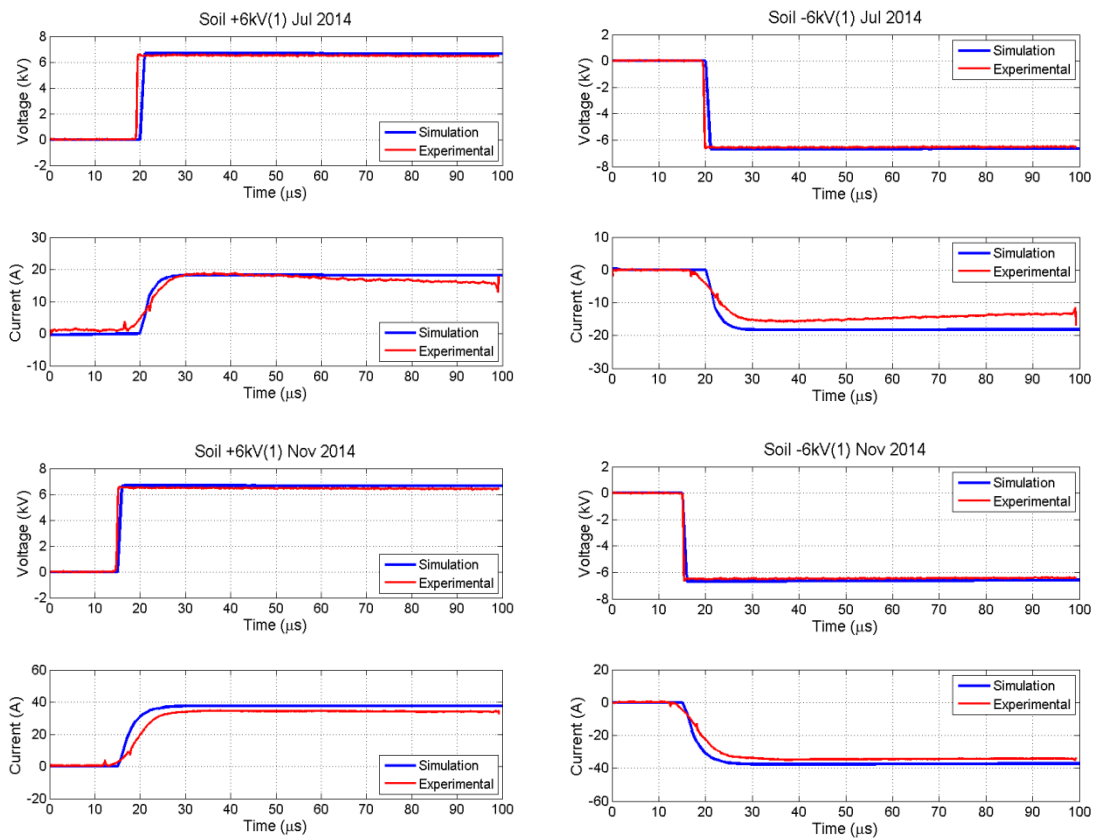 Soil +6kV(1) Jul 2014
8
6
4
2
0
-2
Voltage (kV)
Simulation
Experimental
0 10 20 30 40 50 60 70 80 90 100
Time (μs)
30
20
10
0
-10
Current (A)
Simulation
Experimental
0 10 20 30 40 50 60 70 80 90 100
Time (μs)
Soil -6kV(1) Jul 2014
2
0
-2
-4
-6
-8
Voltage (kV)
Simulation
Experimental
0 10 20 30 40 50 60 70 80 90 100
Time (μs)
10
0
-10
-20
-30
Current (A)
Simulation
Experimental
0 10 20 30 40 50 60 70 80 90 100
Time (μs)
Soil +6kV(1) Nov 2014
8
6
4
2
0
-2
Voltage (kV)
Simulation
Experimental
0 10 20 30 40 50 60 70 80 90 100
Time (μs)
60
40
20
0
-20
Current (A)
Simulation
Experimental
0 10 20 30 40 50 60 70 80 90 100
Time (μs)
Soil -6kV(1) Nov 2014
2
0
-2
-4
-6
-8
Voltage (kV)
Simulation
Experimental
0 10 20 30 40 50 60 70 80 90 100
Time (μs)
20
0
-20
-40
-60
Current (A)
Simulation
Experimental
0 10 20 30 40 50 60 70 80 90 100
Time (μs)